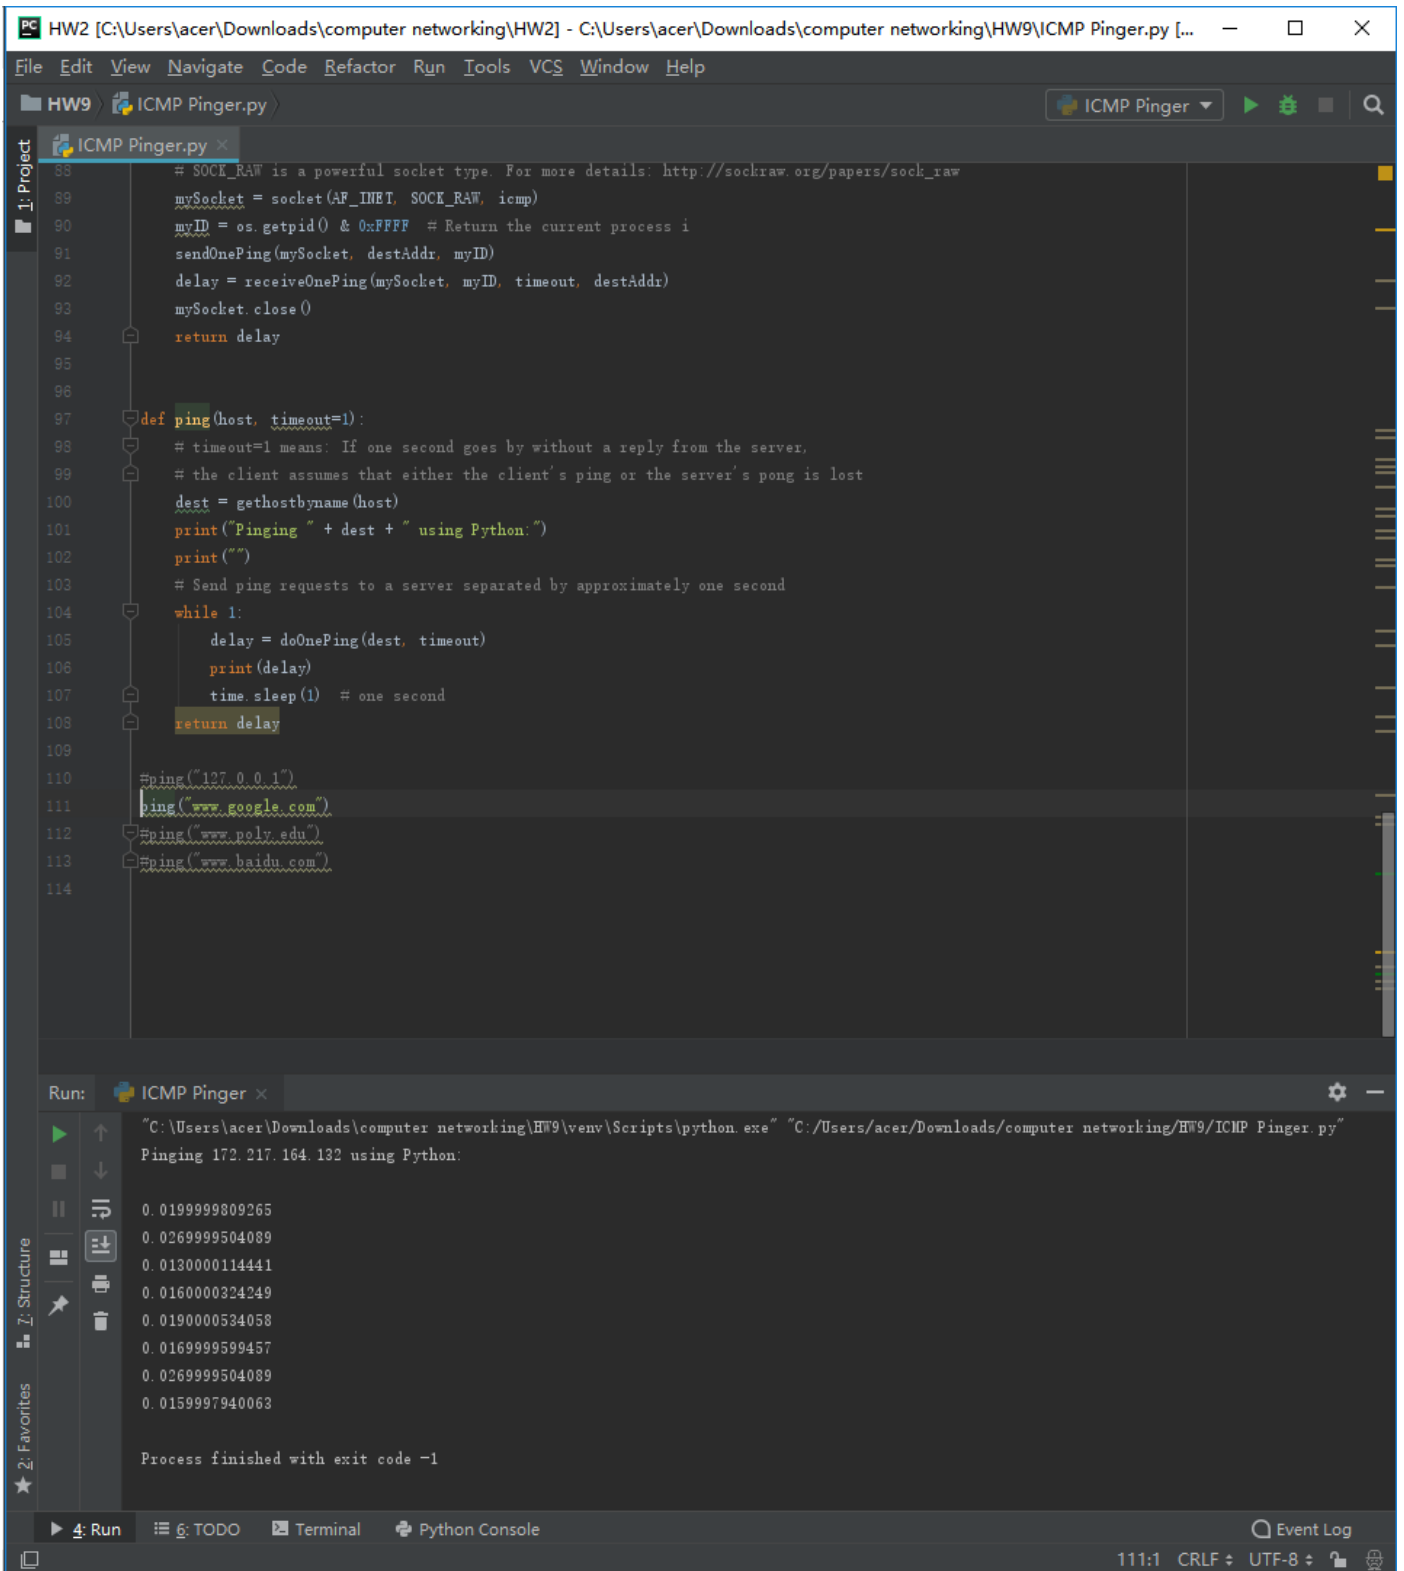 HW2 [C:\Users\acer\Downloads\computer networking\HW2] - C:\Users\acer\Downloads\computer networking\HW9\ICMP Pinger.py [...
File Edit View Navigate Code Refactor Run Tools VCS Window Help
HW9 ICMP Pinger.py ICMP Pinger
1: Project
ICMP Pinger.py
88 # SOCK_RAW is a powerful socket type. For more details: http://sockraw.org/papers/sock_raw
89 mySocket = socket(AF_INET, SOCK_RAW, icmp)
90 myID = os.getpid() & 0xFFFF # Return the current process i
91 sendOnePing(mySocket, destAddr, myID)
92 delay = receiveOnePing(mySocket, myID, timeout, destAddr)
93 mySocket.close()
94 return delay
95
96
97 def ping(host, timeout=1):
98 # timeout=1 means: If one second goes by without a reply from the server,
99 # the client assumes that either the client's ping or the server's pong is lost
100 dest = gethostbyname(host)
101 print("Pinging " + dest + " using Python:")
102 print("")
103 # Send ping requests to a server separated by approximately one second
104 while 1:
105 delay = doOnePing(dest, timeout)
106 print(delay)
107 time.sleep(1) # one second
108 return delay
109
110 #ping("127.0.0.1")
111 ping("www.google.com")
112 #ping("www.poly.edu")
113 #ping("www.baidu.com")
114
Run: ICMP Pinger
"C:\Users\acer\Downloads\computer networking\HW9\venv\Scripts\python.exe" "C:/Users/acer/Downloads/computer networking/HW9/ICMP Pinger.py"
Pinging 172.217.164.132 using Python:
0.0199999809265
0.0269999504089
0.0130000114441
0.0160000324249
0.0190000534058
0.0169999599457
0.0269999504089
0.0159997940063
Process finished with exit code -1
7: Structure
2: Favorites
4: Run 6: TODO Terminal Python Console Event Log
111:1 CRLF UTF-8